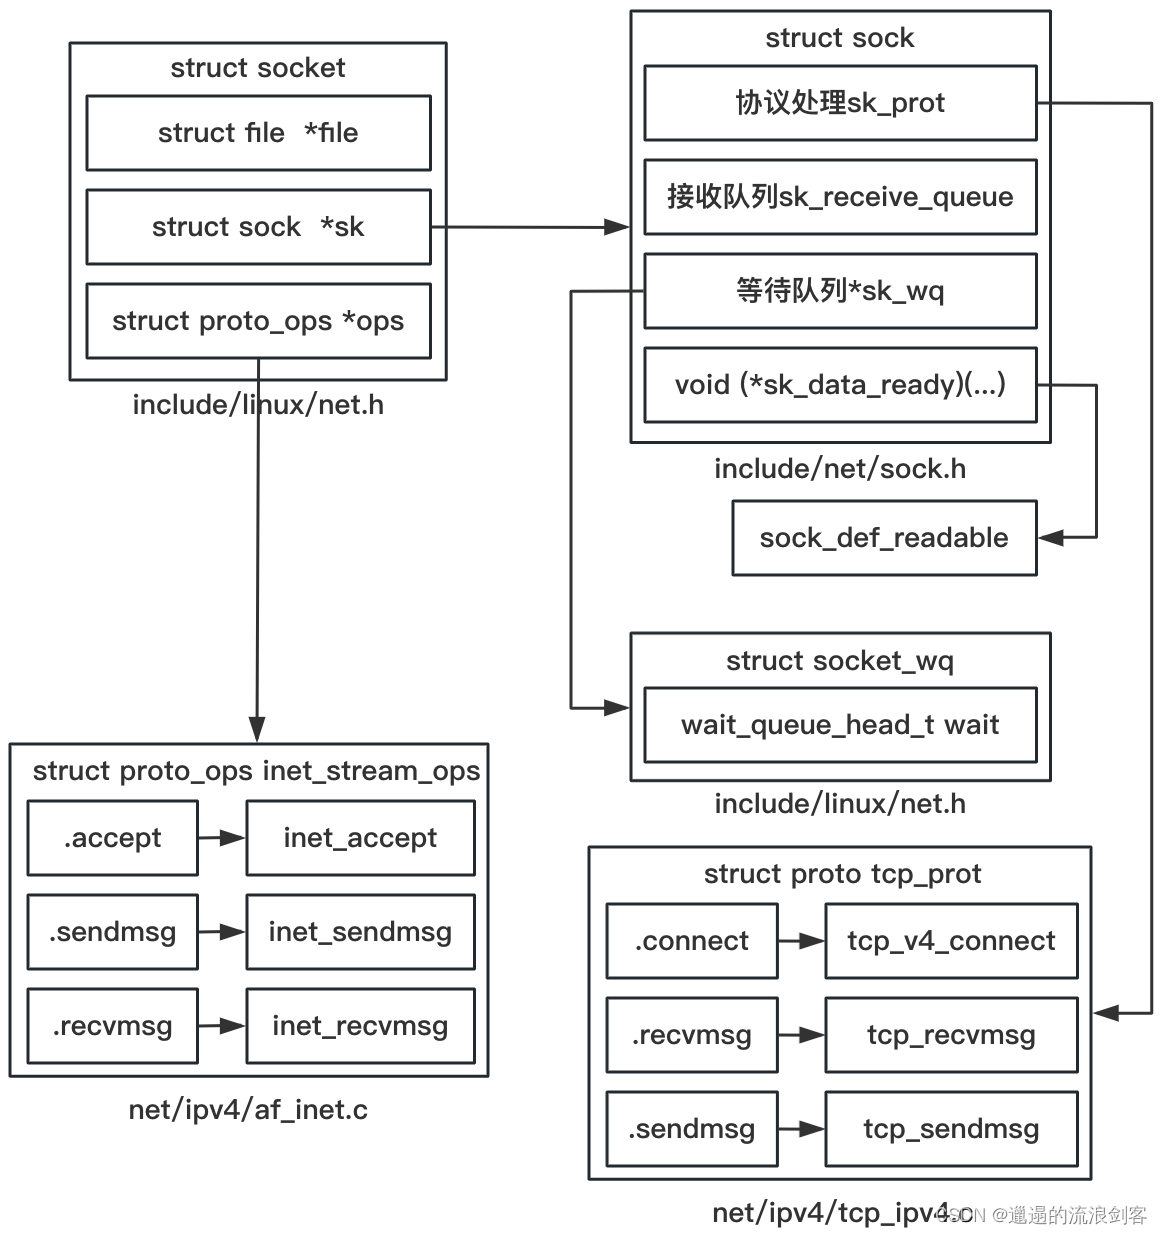 struct socket
struct file *file
struct sock *sk
struct proto_ops *ops
include/linux/net.h
struct sock
协议处理sk_prot
接收队列sk_receive_queue
等待队列*sk_wq
void (*sk_data_ready)(...)
include/net/sock.h
sock_def_readable
struct socket_wq
wait_queue_head_t wait
include/linux/net.h
struct proto_ops inet_stream_ops
.accept
inet_accept
.sendmsg
inet_sendmsg
.recvmsg
inet_recvmsg
net/ipv4/af_inet.c
struct proto tcp_prot
.connect
tcp_v4_connect
.recvmsg
tcp_recvmsg
.sendmsg
tcp_sendmsg
net/ipv4/tcp_ipv4.c
CSDN @邋遢的流浪剑客